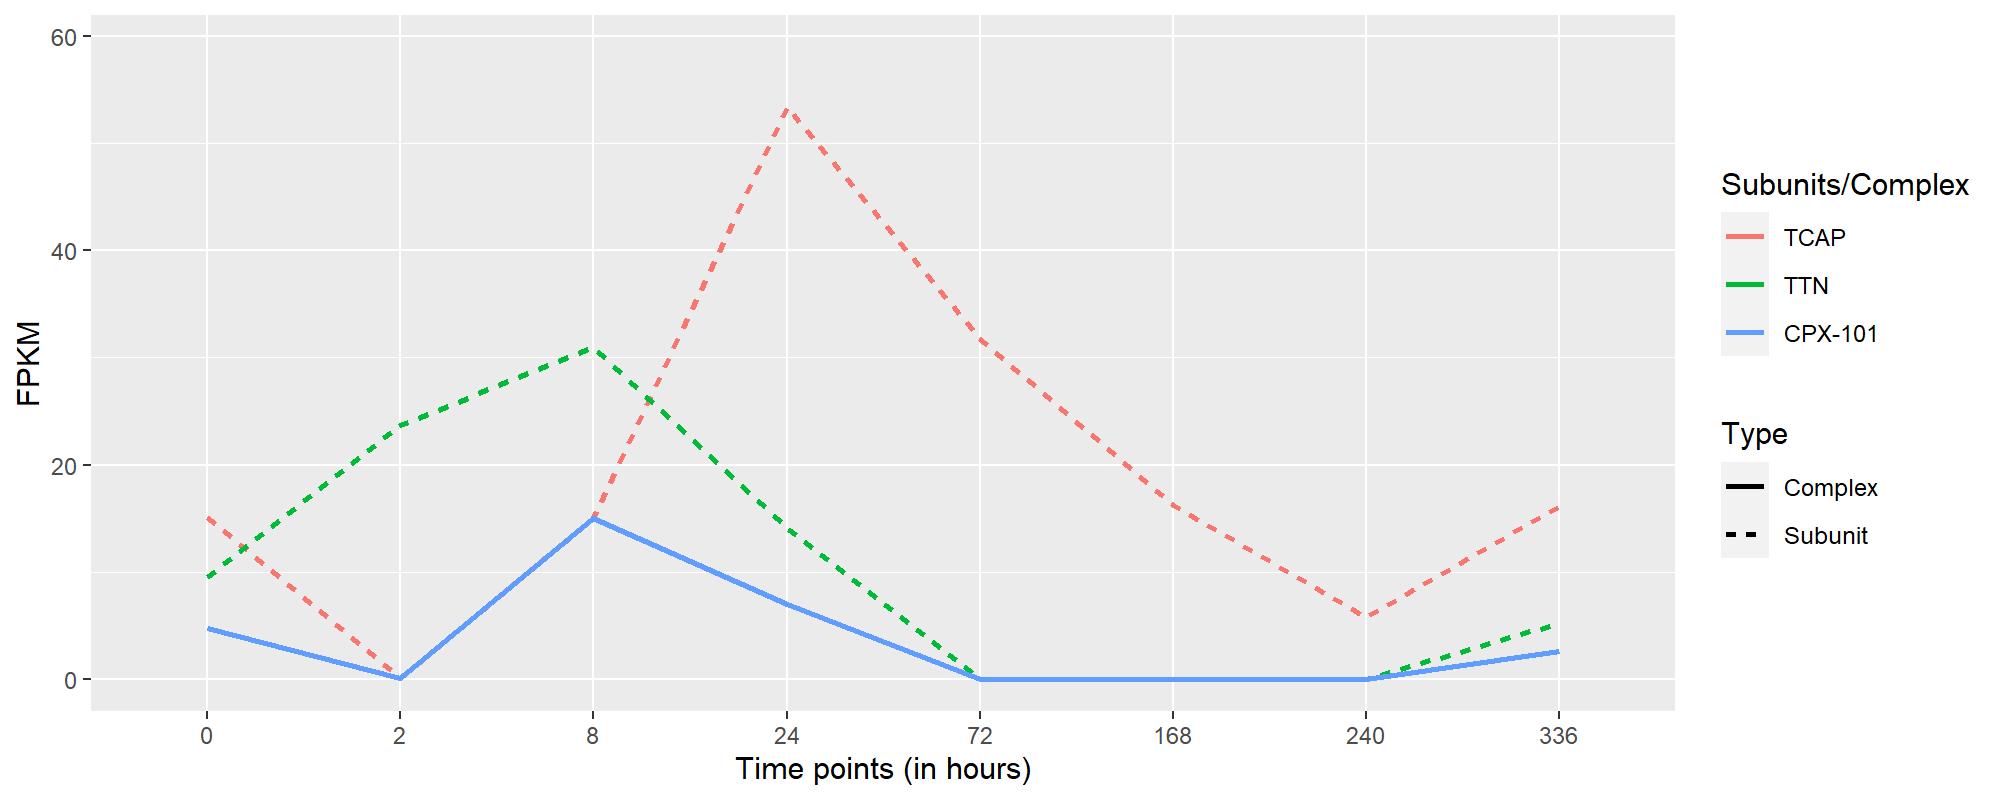 60
40
20
0
FPKM
0 2 8 24 72 168 240 336
Time points (in hours)
Subunits/Complex
TCAP
TTN
CPX-101
Type
Complex
Subunit